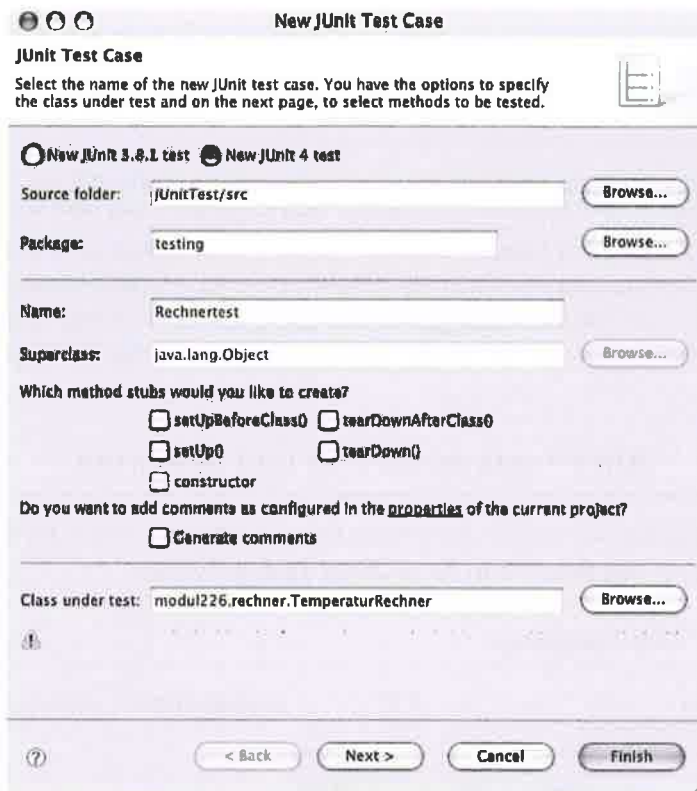 New JUnit Test Case
JUnit Test Case
Select the name of the new JUnit test case. You have the options to specify
the class under test and on the next page, to select methods to be tested.
New JUnit 3.8.1 test New JUnit 4 test
Source folder: JUnitTest/src Browse...
Package: testing Browse...
Name: Rechnertest
Superclass: java.lang.Object Browse...
Which method stubs would you like to create?
setUpBeforeClass() tearDownAfterClass()
setUp() tearDown()
constructor
Do you want to add comments as configured in the properties of the current project?
Generate comments
Class under test: modul226.rechner.TemperaturRechner Browse...
? < Back Next > Cancel Finish